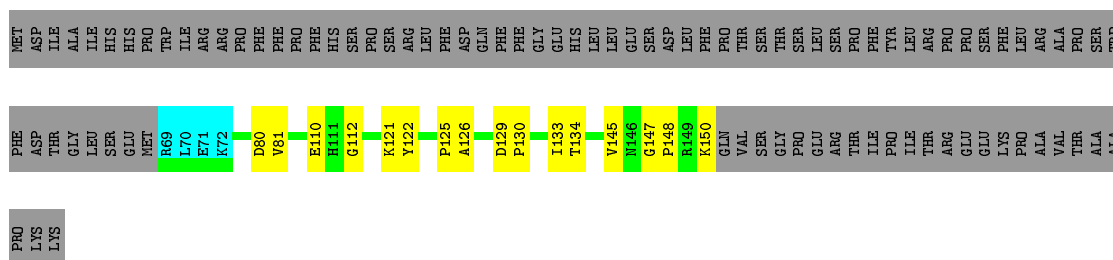 MET ASP ILE ALA ILE HIS HIS PRO TRP ILE ARG ARG PRO PHE PHE PRO PHE HIS SER PRO SER ARG LEU PHE ASP GLN PHE PHE GLY GLU HIS LEU LEU GLU SER ASP LEU PHE PRO THR SER THR SER LEU SER PRO PHE TYR LEU ARG PRO PRO SER PHE LEU ARG ALA PRO SER TRP
PHE ASP THR GLY LEU SER GLU MET R69 L70 E71 K72 D80 V81 E110 H111 G112 K121 Y122 P125 A126 D129 P130 I133 T134 V145 N146 G147 P148 R149 K150 GLN VAL SER GLY PRO GLU ARG THR ILE PRO ILE THR ARG GLU GLU LYS PRO ALA VAL THR ALA ALA
PRO LYS LYS